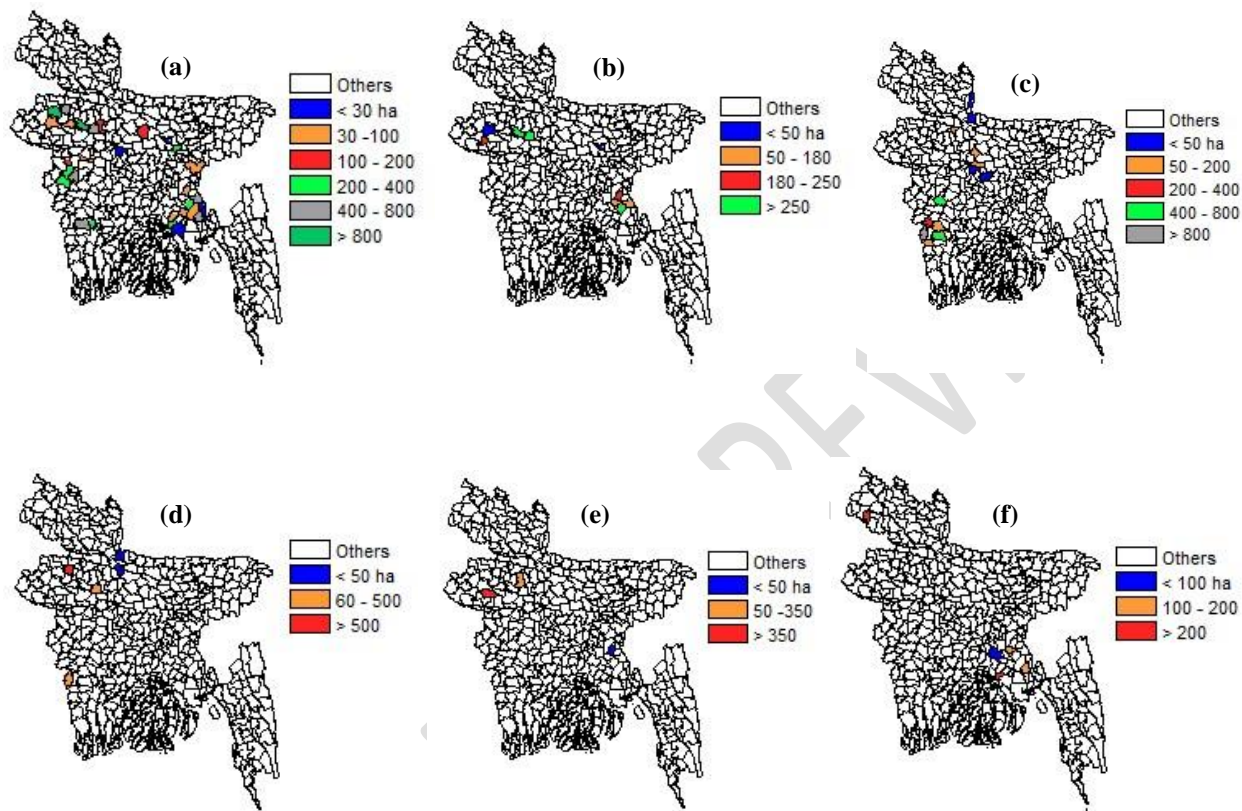 (a)
Others
< 30 ha
30 -100
100 - 200
200 - 400
400 - 800
> 800
(b)
Others
< 50 ha
50 - 180
180 - 250
> 250
(c)
Others
< 50 ha
50 - 200
200 - 400
400 - 800
> 800
(d)
Others
< 50 ha
60 - 500
> 500
(e)
Others
< 50 ha
50 -350
> 350
(f)
Others
< 100 ha
100 - 200
> 200